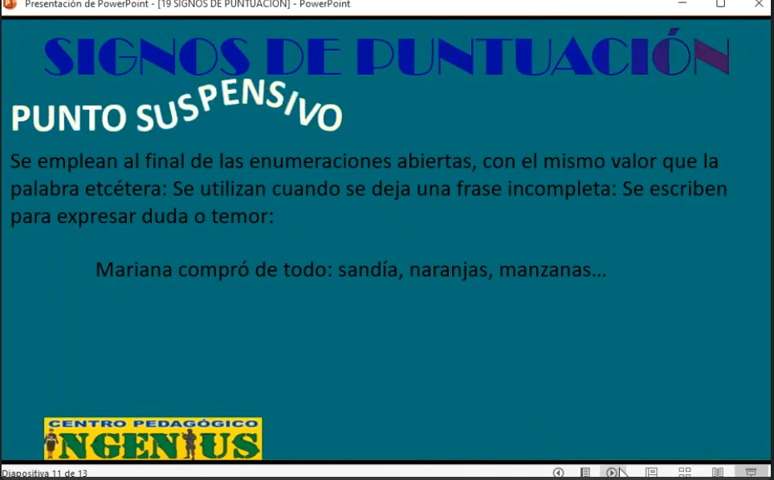 Presentación de PowerPoint - [19 SIGNOS DE PUNTUACIÓN] - PowerPoint
SIGNOS DE PUNTUACIÓN
PUNTO SUSPENSIVO
Se emplean al final de las enumeraciones abiertas, con el mismo valor que la
palabra etcétera: Se utilizan cuando se deja una frase incompleta: Se escriben
para expresar duda o temor:
Mariana compró de todo: sandía, naranjas, manzanas...
CENTRO PEDAGÓGICO
INGENIUS
Diapositiva 11 de 13